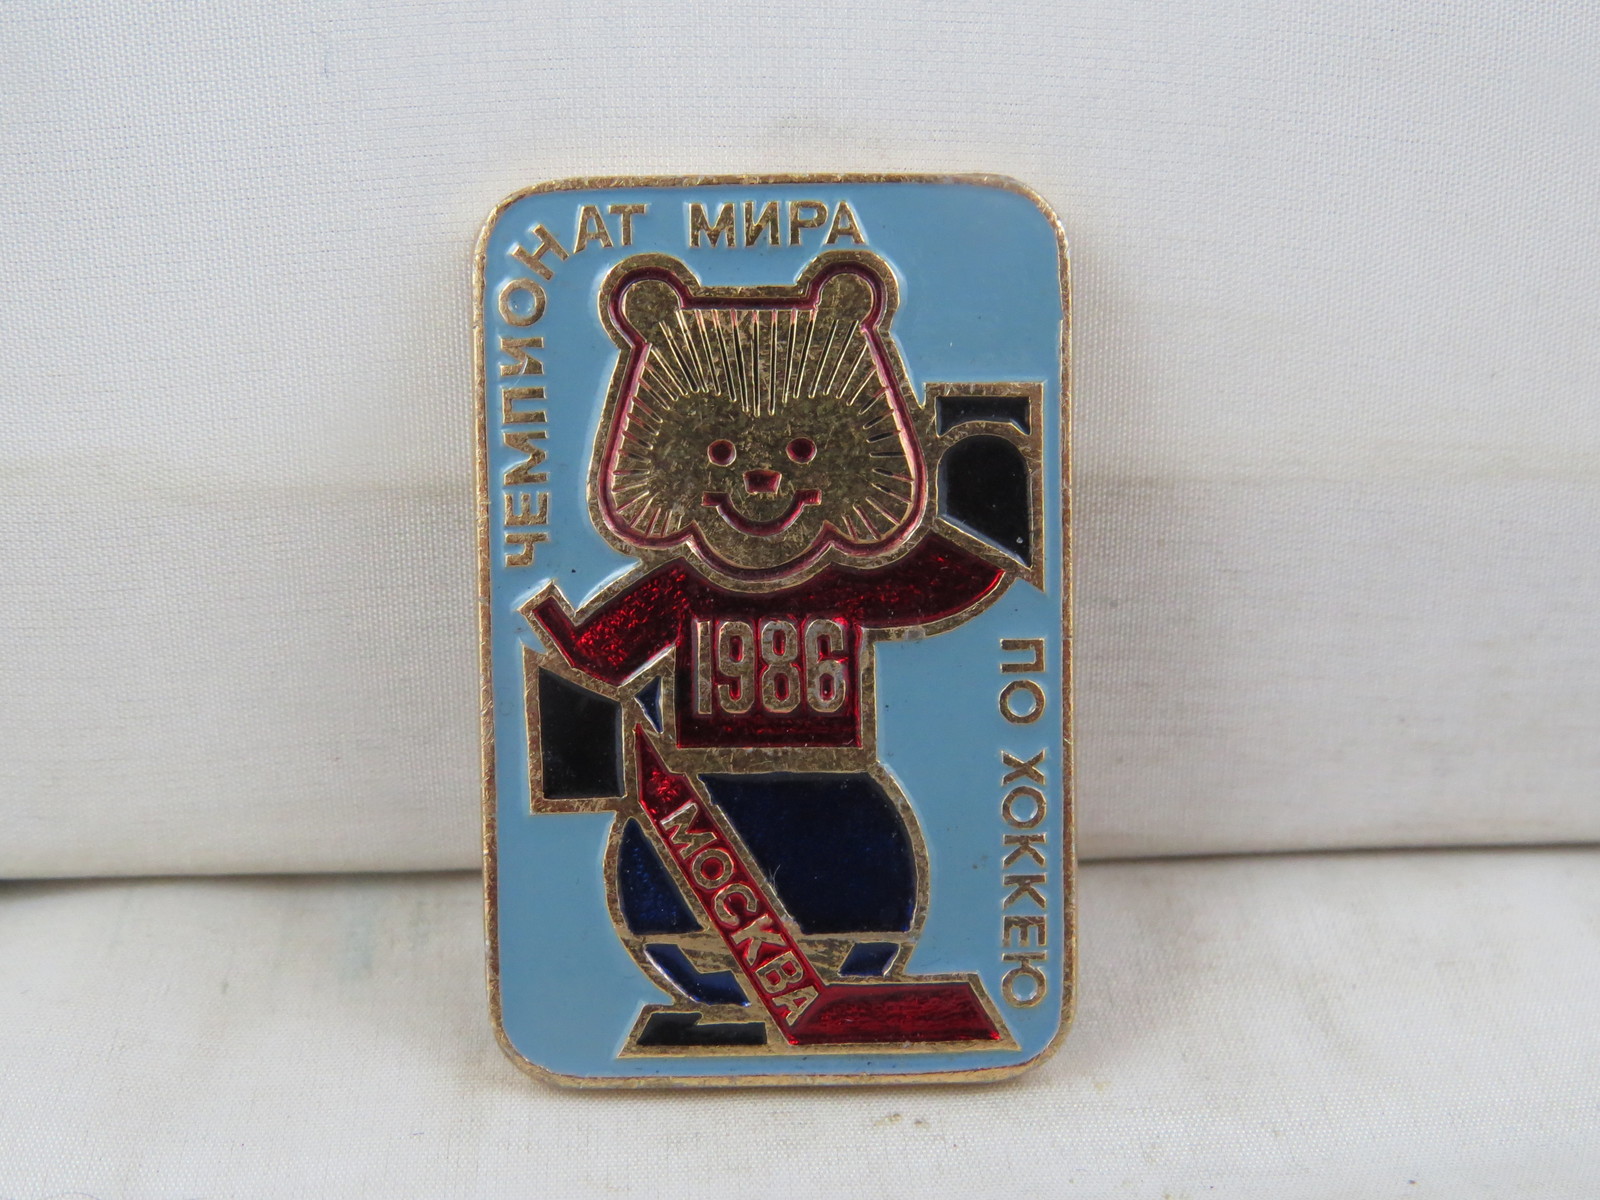 ЧЕМПИОНАТ МИРА
ПО ХОККЕЮ
1986
МОСКВА